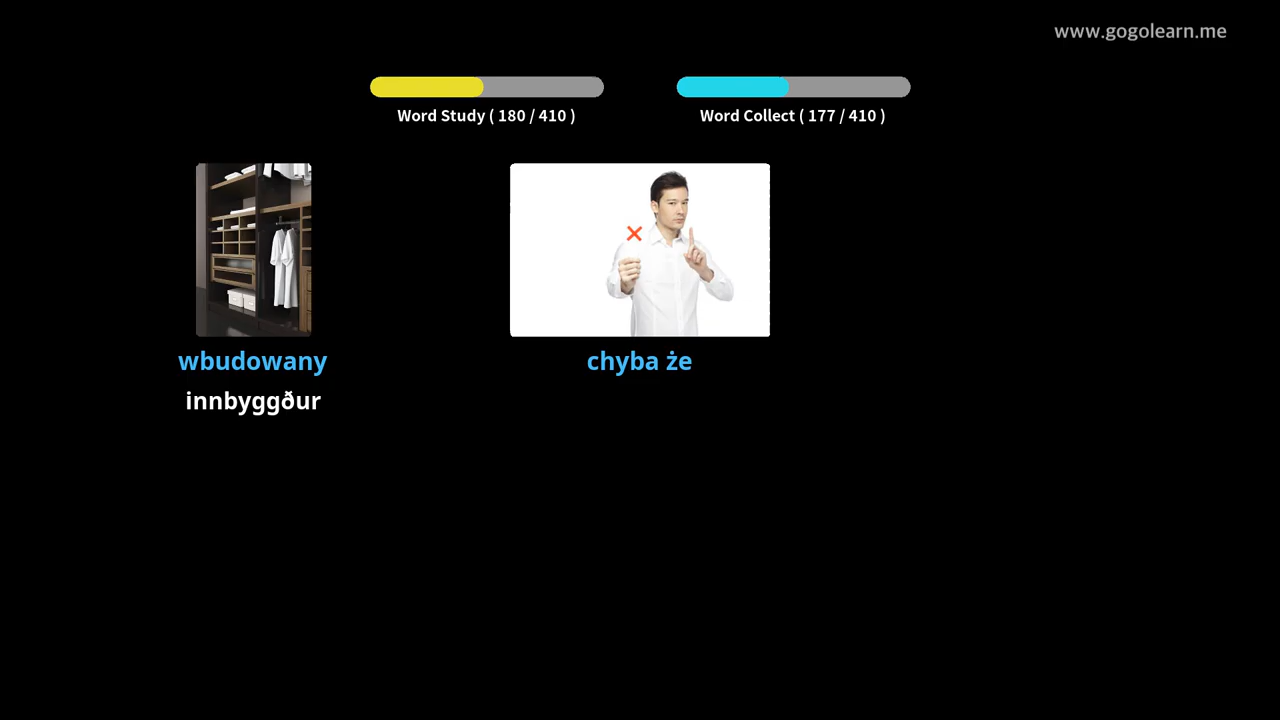 www.gogolearn.me
Word Study ( 180 / 410 )
Word Collect ( 177 / 410 )
wbudowany
innbyggður
chyba że